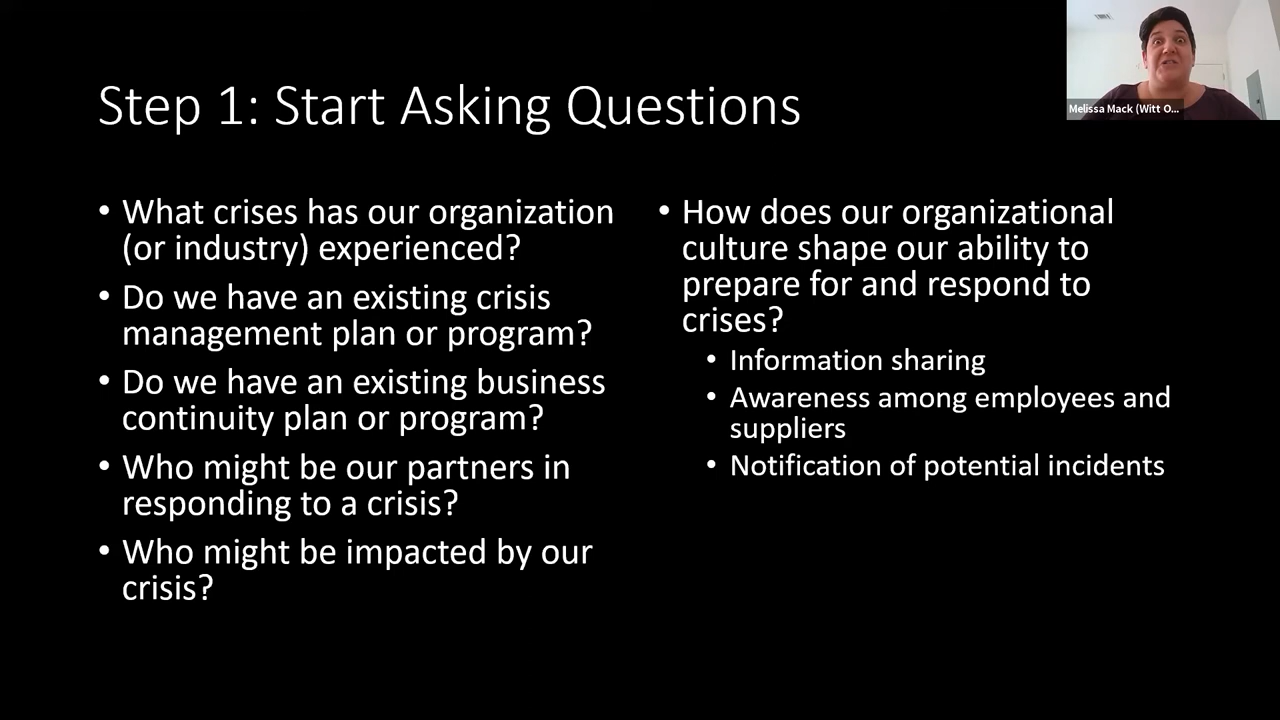 Step 1: Start Asking Questions
• What crises has our organization
(or industry) experienced?
• Do we have an existing crisis
management plan or program?
• Do we have an existing business
continuity plan or program?
• Who might be our partners in
responding to a crisis?
• Who might be impacted by our
crisis?
• How does our organizational
culture shape our ability to
prepare for and respond to
crises?
• Information sharing
• Awareness among employees and
suppliers
• Notification of potential incidents
Melissa Mack (Witt O...